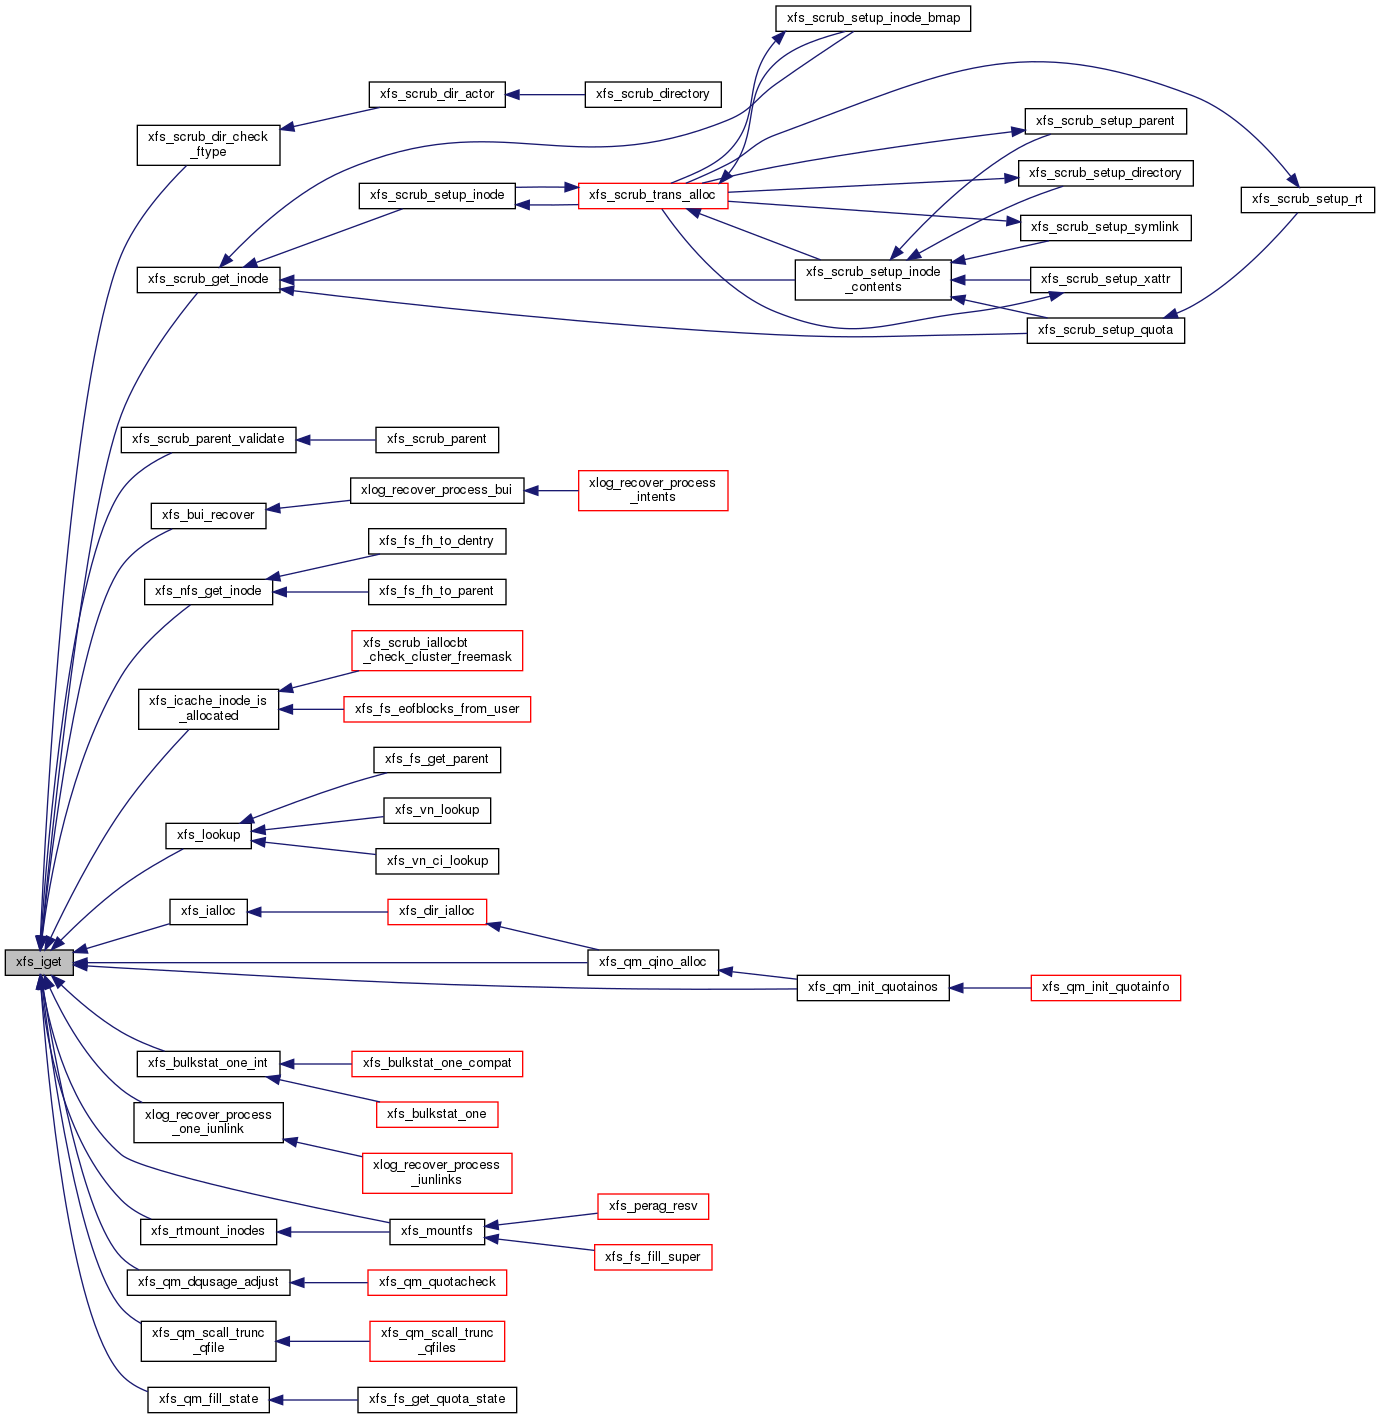 xfs_scrub_setup_inode_bmap
xfs_scrub_dir_actor
xfs_scrub_directory
xfs_scrub_setup_parent
xfs_scrub_dir_check
_ftype
xfs_scrub_setup_directory
xfs_scrub_setup_inode
xfs_scrub_trans_alloc
xfs_scrub_setup_rt
xfs_scrub_setup_symlink
xfs_scrub_get_inode
xfs_scrub_setup_inode
_contents
xfs_scrub_setup_xattr
xfs_scrub_setup_quota
xfs_scrub_parent_validate
xfs_scrub_parent
xlog_recover_process_bui
xlog_recover_process
_intents
xfs_bui_recover
xfs_fs_fh_to_dentry
xfs_nfs_get_inode
xfs_fs_fh_to_parent
xfs_scrub_iallocbt
_check_cluster_freemask
xfs_icache_inode_is
_allocated
xfs_fs_eofblocks_from_user
xfs_fs_get_parent
xfs_vn_lookup
xfs_lookup
xfs_vn_ci_lookup
xfs_ialloc
xfs_dir_ialloc
xfs_iget
xfs_qm_qino_alloc
xfs_qm_init_quotainos
xfs_qm_init_quotainfo
xfs_bulkstat_one_int
xfs_bulkstat_one_compat
xfs_bulkstat_one
xlog_recover_process
_one_iunlink
xlog_recover_process
_iunlinks
xfs_perag_resv
xfs_rtmount_inodes
xfs_mountfs
xfs_fs_fill_super
xfs_qm_dqusage_adjust
xfs_qm_quotacheck
xfs_qm_scall_trunc
_qfile
xfs_qm_scall_trunc
_qfiles
xfs_qm_fill_state
xfs_fs_get_quota_state